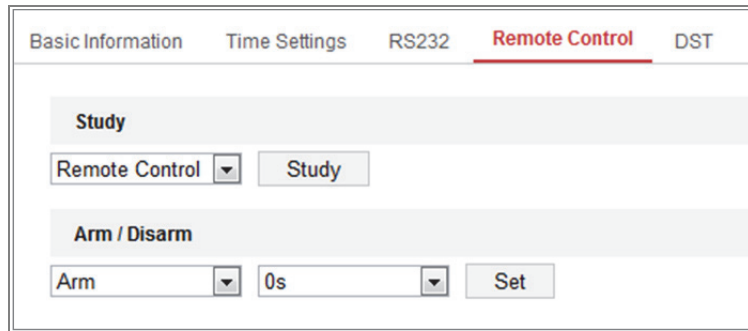 Basic Information Time Settings RS232 Remote Control DST
Study
Remote Control Study
Arm / Disarm
Arm 0s Set